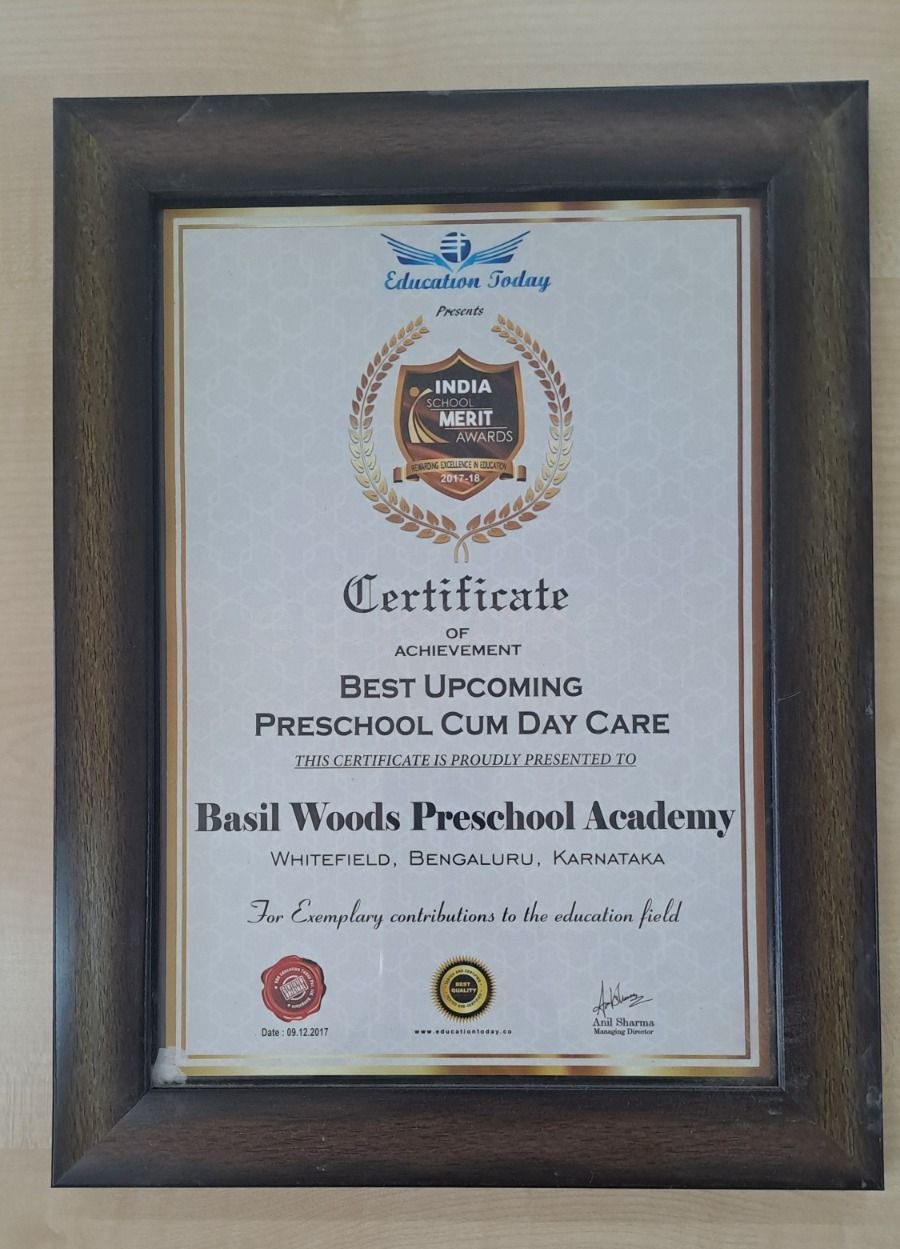 Education Today
Presents
INDIA
SCHOOL
MERIT
AWARDS
REWARDING EXCELLENCE IN EDUCATION
2017-18
Certificate
OF
ACHIEVEMENT
BEST UPCOMING
PRESCHOOL CUM DAY CARE
THIS CERTIFICATE IS PROUDLY PRESENTED TO
Basil Woods Preschool Academy
WHITEFIELD, BENGALURU, KARNATAKA
For Exemplary contributions to the education field
BEST
QUALITY
Date : 09.12.2017
www.educationtoday.co
Anil Sharma
Managing Director